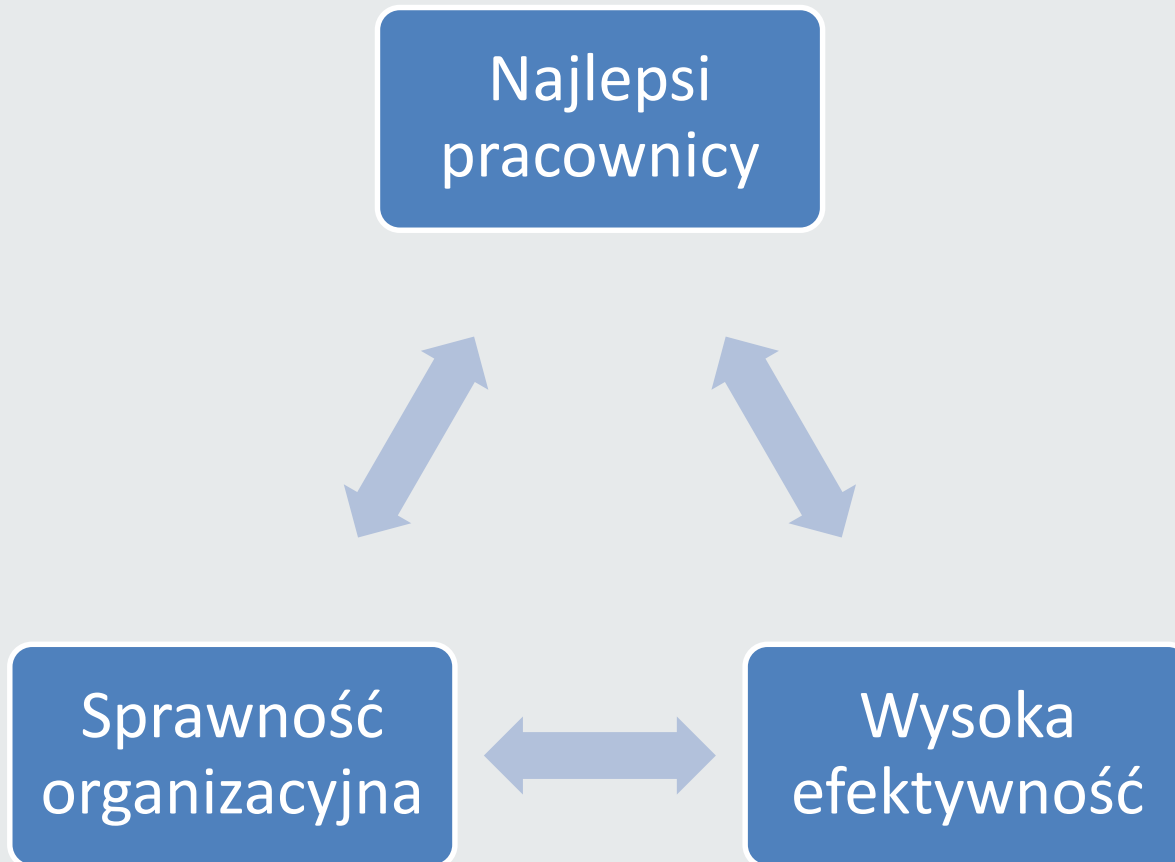 Najlepsi
pracownicy
Sprawność
organizacyjna
Wysoka
efektywność